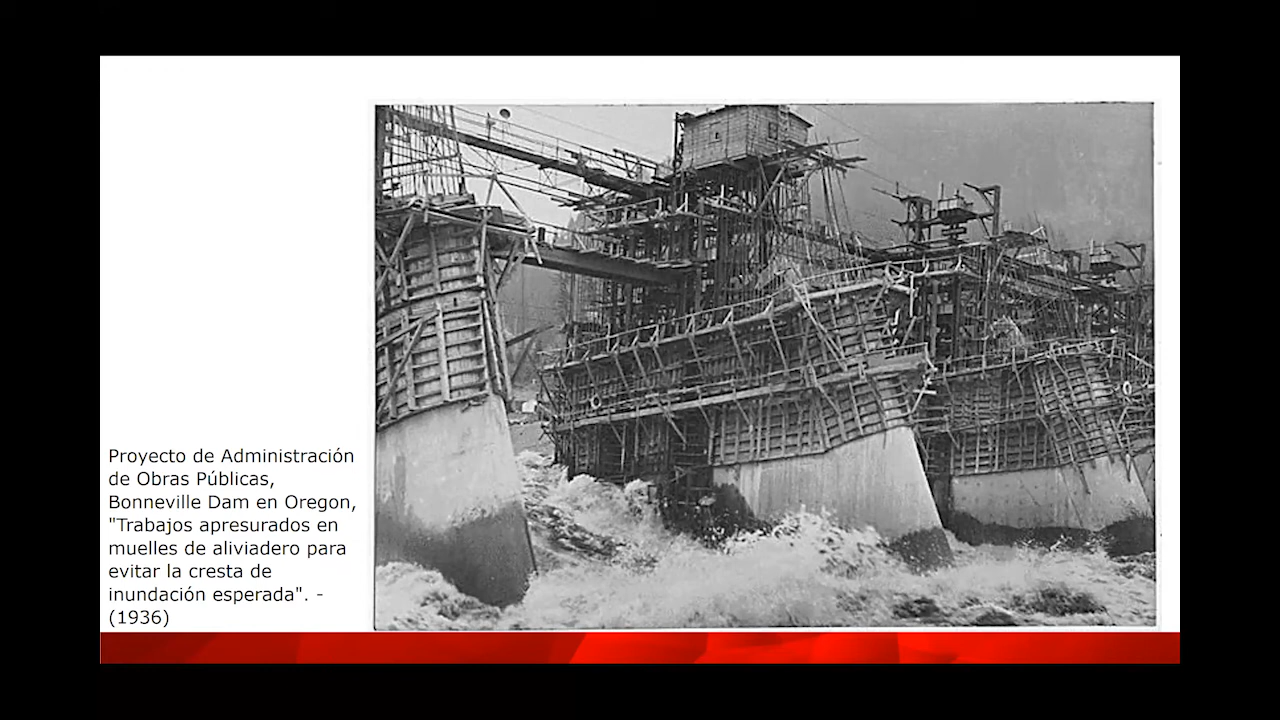 Proyecto de Administración
de Obras Públicas,
Bonneville Dam en Oregon,
"Trabajos apresurados en
muelles de aliviadero para
evitar la cresta de
inundación esperada". -
(1936)